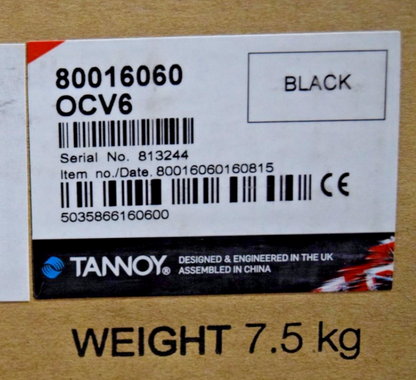 80016060
OCV6
BLACK
Serial No. 813244
Item no./Date. 80016060160815
5035866160600
CE
TANNOY® DESIGNED & ENGINEERED IN THE UK
ASSEMBLED IN CHINA
WEIGHT 7.5 kg